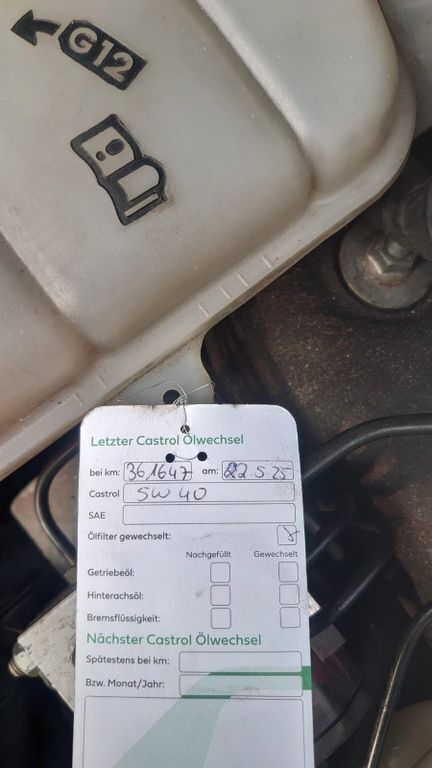 G12
Letzter Castrol Ölwechsel
bei km: 361647 am: 22 5 25
Castrol 5W 40
SAE
Ölfilter gewechselt:
Nachgefüllt Gewechselt
Getriebeöl:
Hinterachsöl:
Bremsflüssigkeit:
Nächster Castrol Ölwechsel
Spätestens bei km:
Bzw. Monat/Jahr: